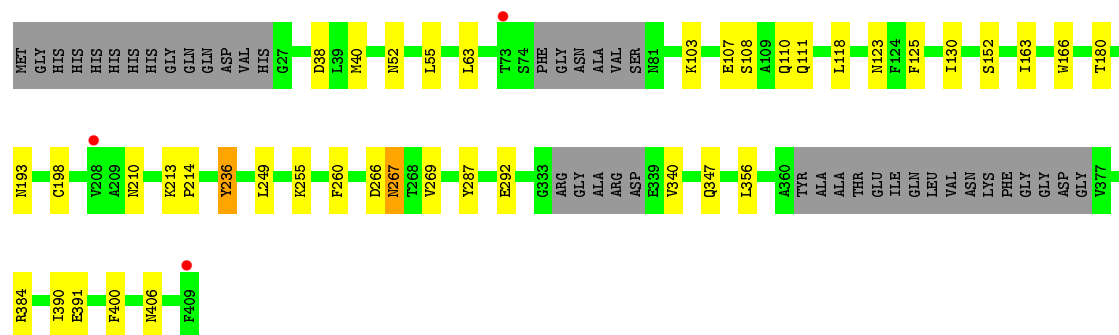 MET GLY HIS HIS HIS HIS HIS HIS GLY GLN GLN ASP VAL HIS G27 D38 L39 M40 N52 L55 L63 T73 S74 PHE GLY ASN ALA VAL SER N81 K103 E107 S108 A109 Q110 Q111 L118 N123 F124 F125 I130 S152 I163 W166 T180
N193 C198 V208 A209 N210 K213 P214 Y236 L249 K255 F260 D266 N267 T268 V269 Y287 E292 G333 ARG GLY ALA ARG ASP E339 V340 Q347 L356 A360 TYR ALA ALA THR GLU ILE GLN LEU VAL ASN LYS PHE GLY GLY ASP GLY V377
R384 I390 E391 F400 N406 F409